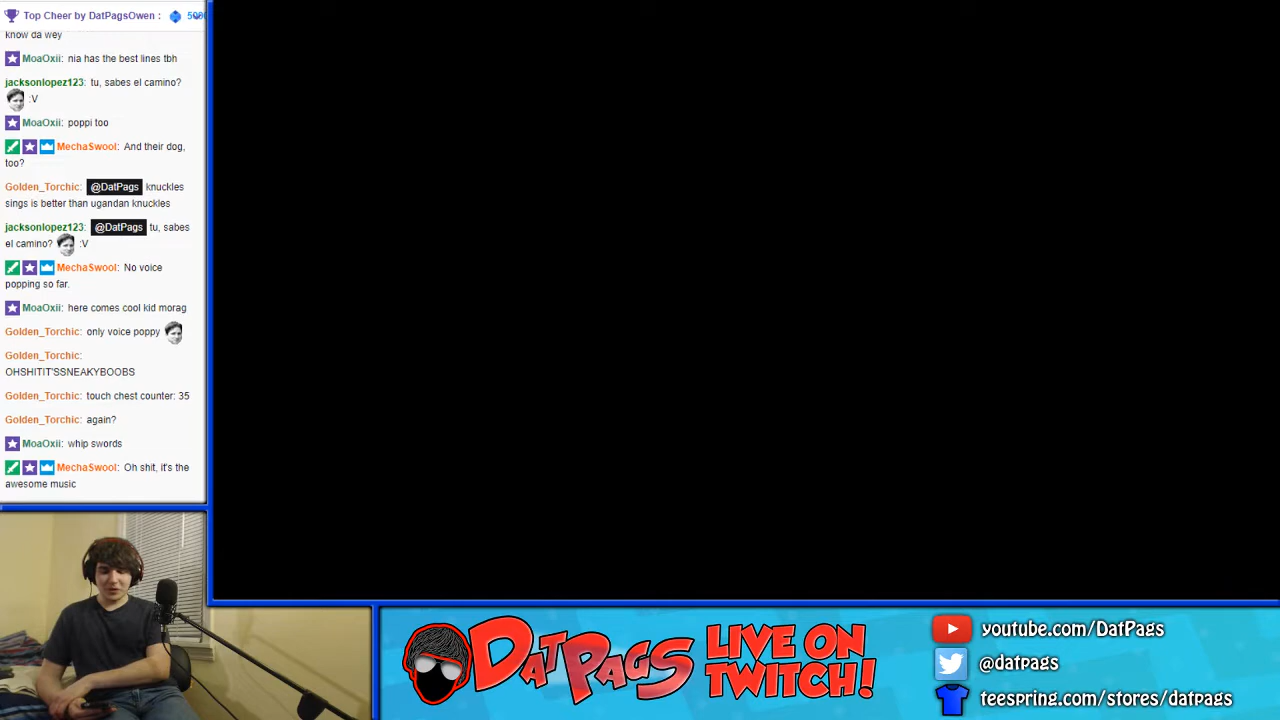 Top Cheer by DatPagsOwen :
know da wey
MoaOxii: nia has the best lines tbh
jacksonlopez123: tu, sabes el camino?
:V
MoaOxii: poppi too
MechaSwool: And their dog,
too?
Golden_Torchic: @DatPags knuckles
sings is better than ugandan knuckles
jacksonlopez123: @DatPags tu, sabes
el camino? :V
MechaSwool: No voice
popping so far.
MoaOxii: here comes cool kid morag
Golden_Torchic: only voice poppy
Golden_Torchic:
OHSHITIT'SSNEAKYBOOBS
Golden_Torchic: touch chest counter: 35
Golden_Torchic: again?
MoaOxii: whip swords
MechaSwool: Oh shit, it's the
awesome music
DATPAGS LIVE ON
TWITCH!
youtube.com/DatPags
@datpags
teespring.com/stores/datpags